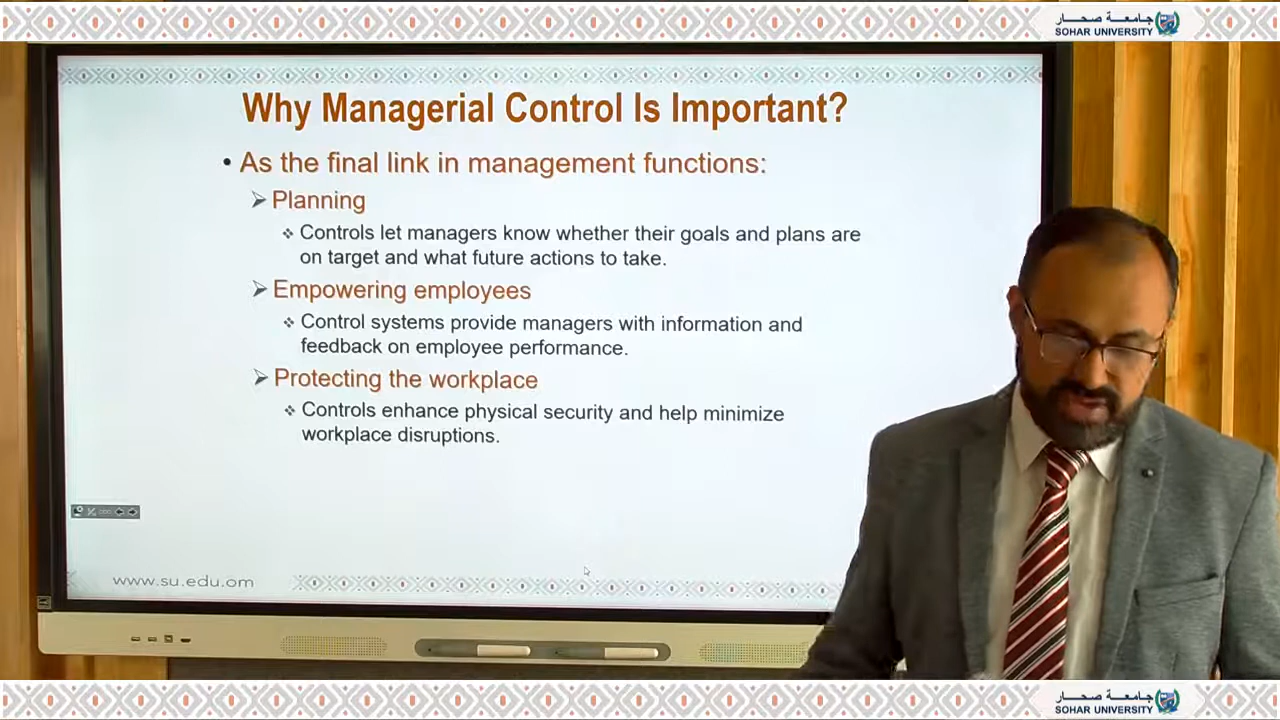 جامعة صحار
SOHAR UNIVERSITY
Why Managerial Control Is Important?
• As the final link in management functions:
➢ Planning
❖ Controls let managers know whether their goals and plans are
on target and what future actions to take.
➢ Empowering employees
❖ Control systems provide managers with information and
feedback on employee performance.
➢ Protecting the workplace
❖ Controls enhance physical security and help minimize
workplace disruptions.
www.su.edu.om
جامعة صحار
SOHAR UNIVERSITY